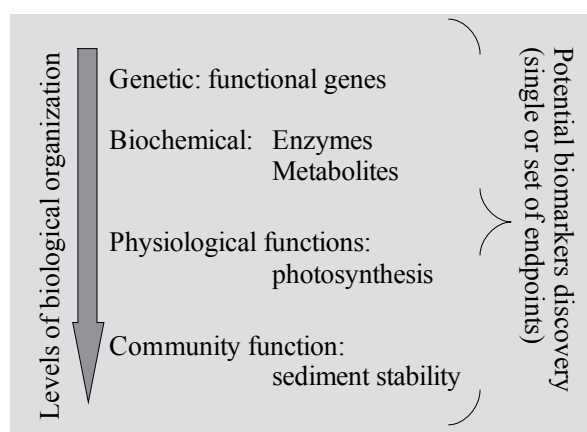 Levels of biological organization
Genetic: functional genes
Biochemical: Enzymes
Metabolites
Physiological functions:
photosynthesis
Community function:
sediment stability
Potential biomarkers discovery
(single or set of endpoints)